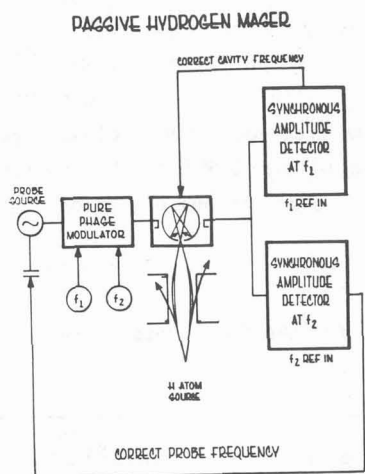 PASSIVE HYDROGEN MASER
CORRECT CAVITY FREQUENCY
SYNCHRONOUS
AMPLITUDE
DETECTOR
AT f1
f1 REF IN
PROBE
SOURCE
PURE
PHASE
MODULATOR
f1
f2
SYNCHRONOUS
AMPLITUDE
DETECTOR
AT f2
f2 REF IN
H ATOM
SOURCE
CORRECT PROBE FREQUENCY